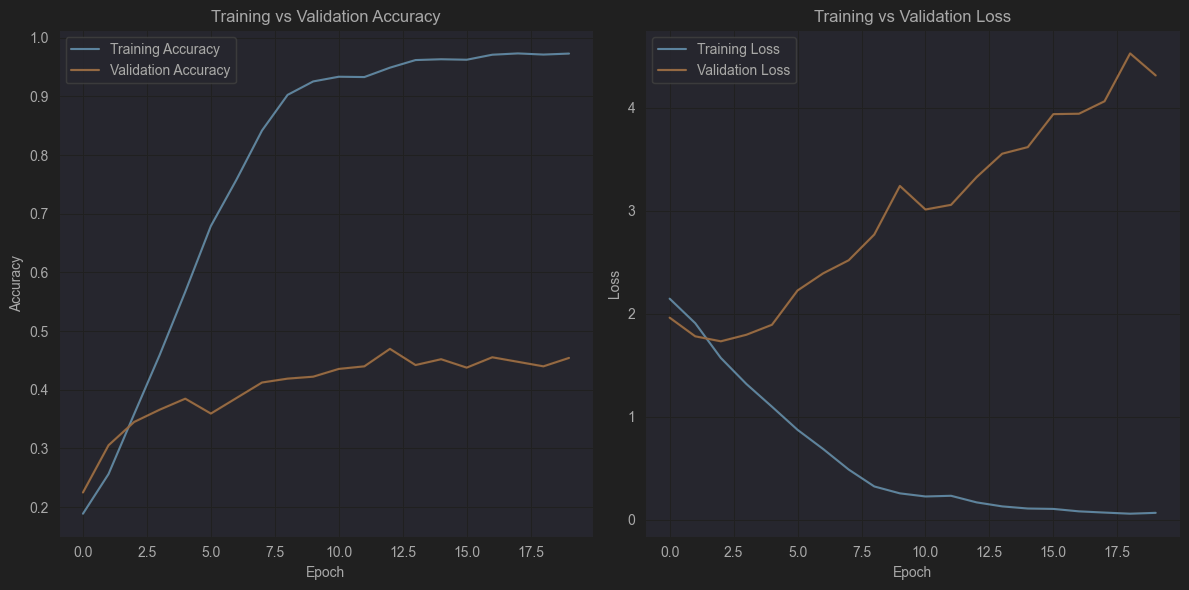 Training vs Validation Accuracy
Training Accuracy
Validation Accuracy
1.0
0.9
0.8
0.7
0.6
0.5
0.4
0.3
0.2
Accuracy
0.0 2.5 5.0 7.5 10.0 12.5 15.0 17.5
Epoch
Training vs Validation Loss
Training Loss
Validation Loss
4
3
2
1
0
Loss
0.0 2.5 5.0 7.5 10.0 12.5 15.0 17.5
Epoch